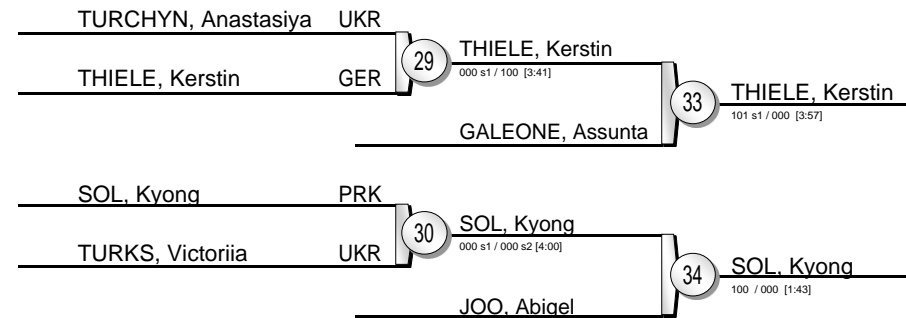 TURCHYN, Anastasiya UKR
THIELE, Kerstin GER
29
THIELE, Kerstin
000 s1 / 100 [3:41]
GALEONE, Assunta
33
THIELE, Kerstin
101 s1 / 000 [3:57]
SOL, Kyong PRK
TURKS, Victoriia UKR
30
SOL, Kyong
000 s1 / 000 s2 [4:00]
JOO, Abigel
34
SOL, Kyong
100 / 000 [1:43]